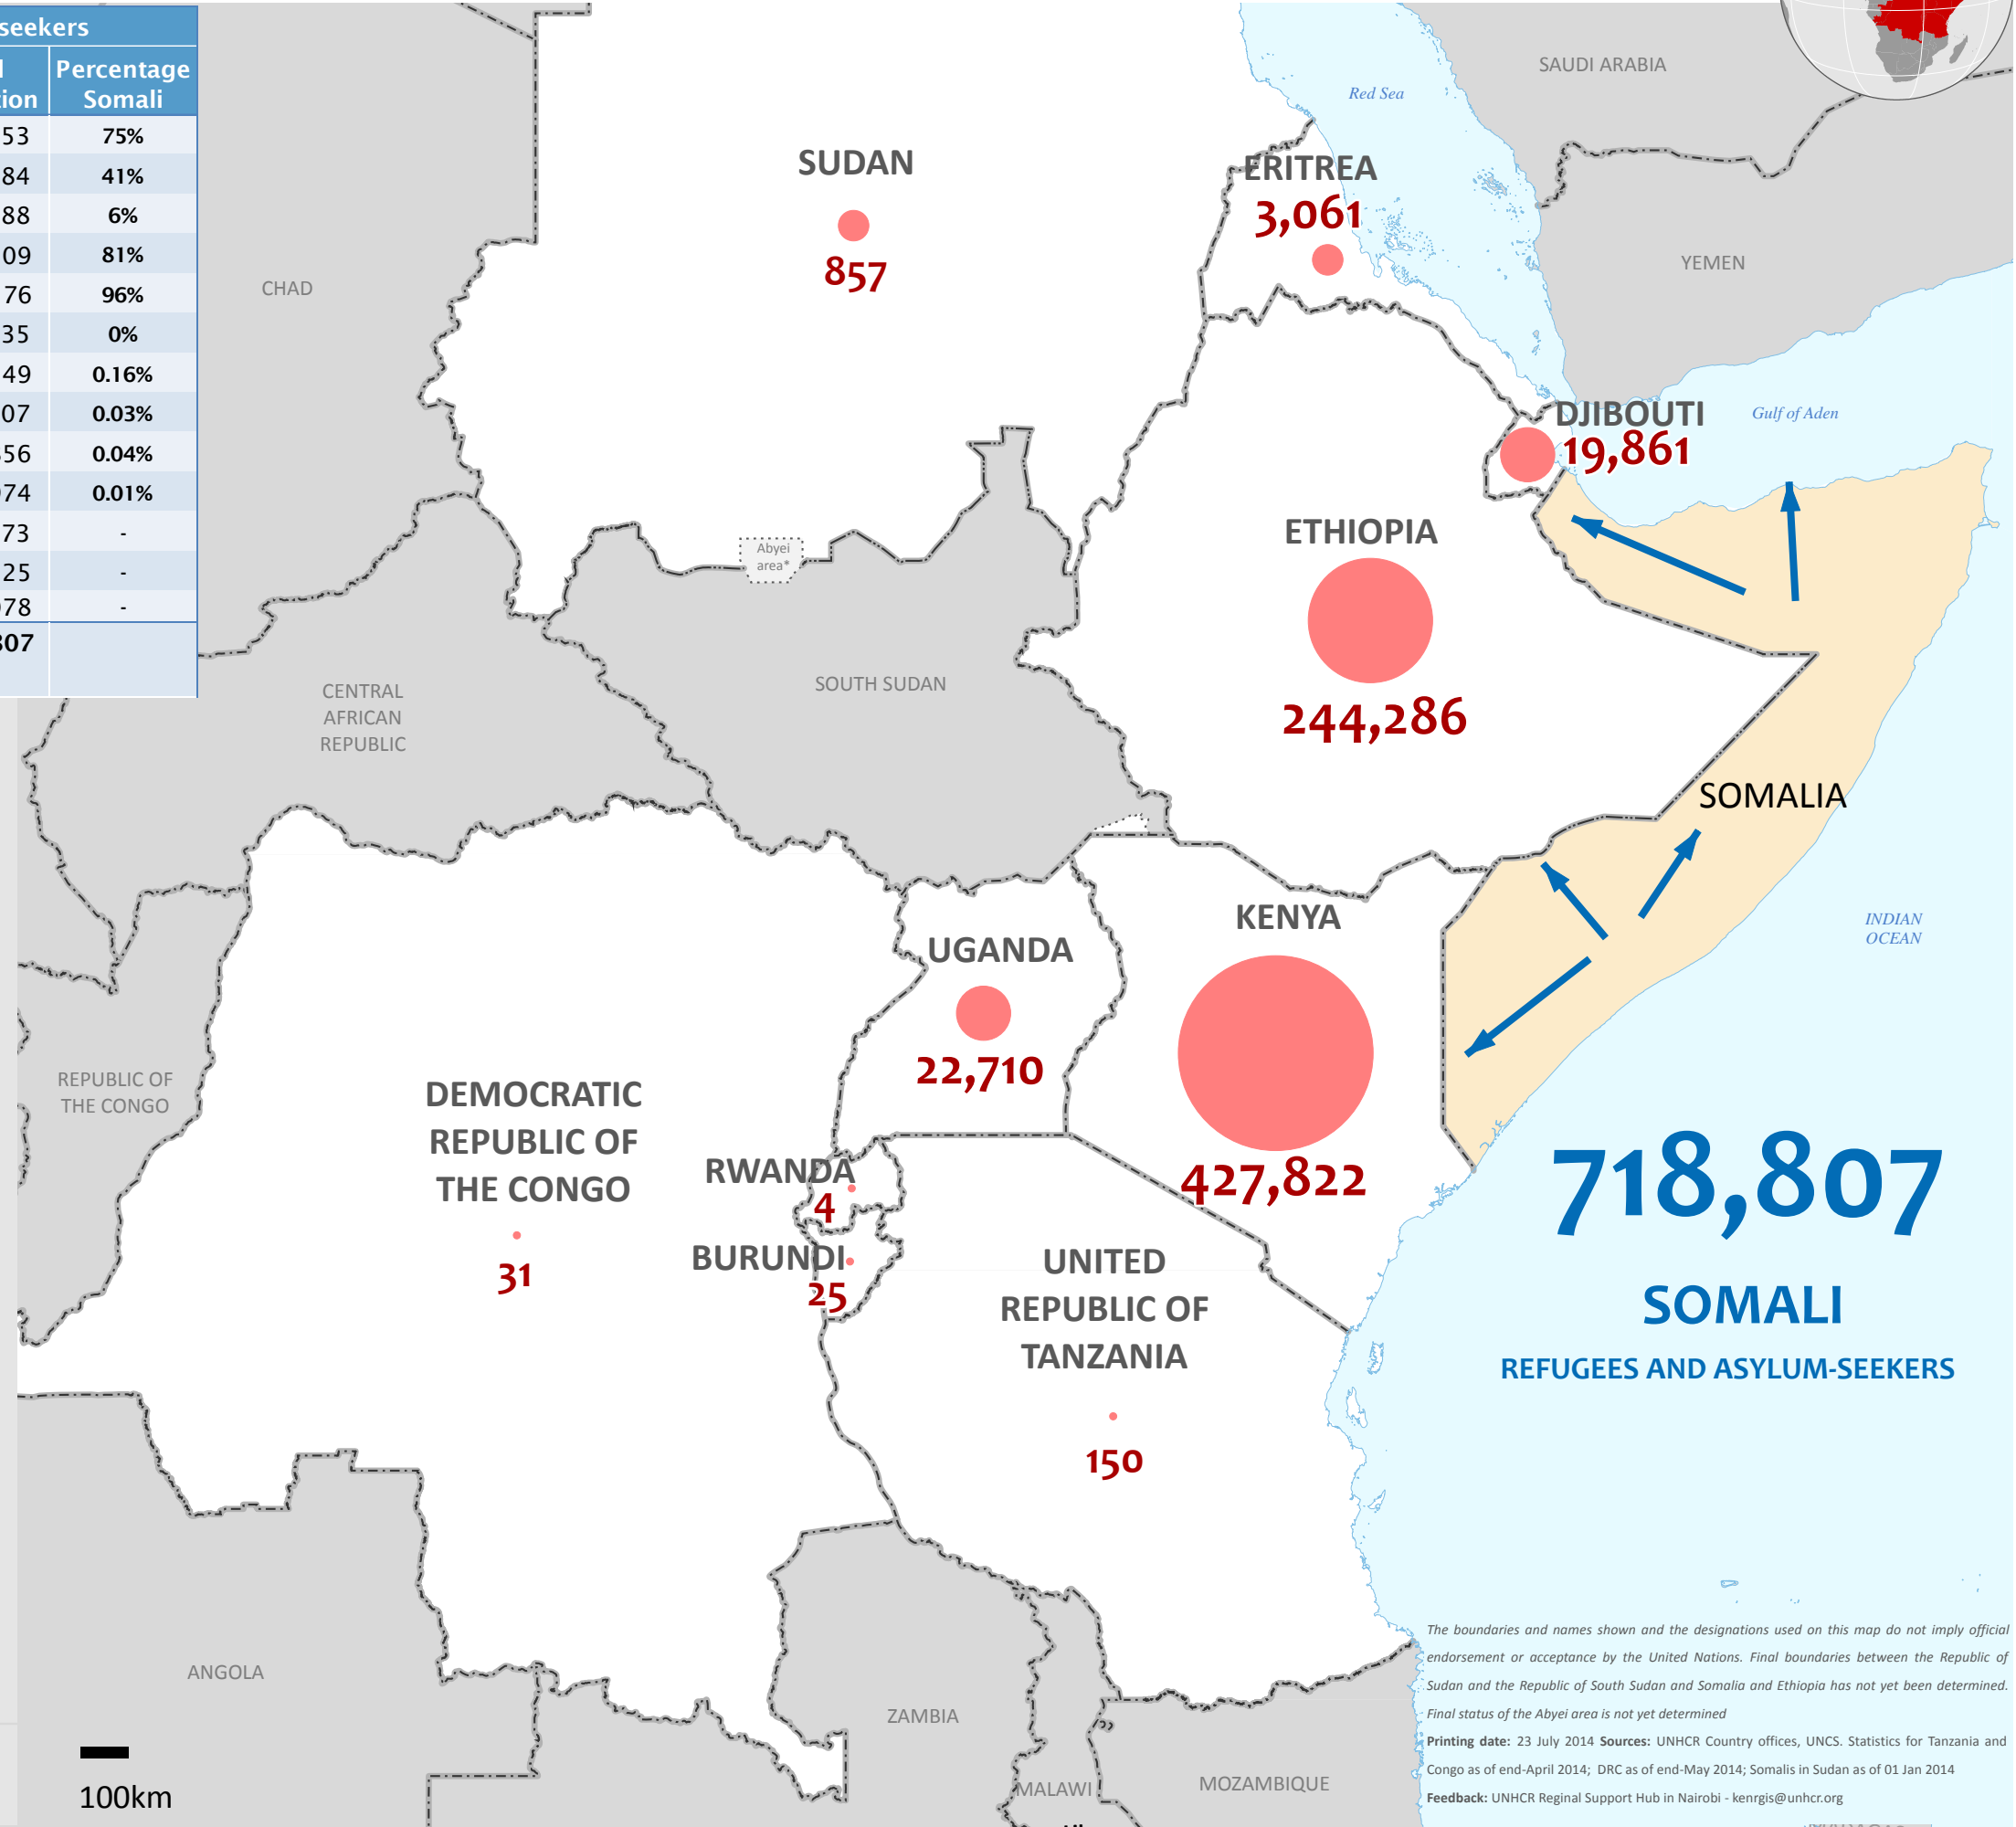 seekers
Percentage
Somali
53 75%
84 41%
88 6%
09 81%
76 96%
35 0%
49 0.16%
07 0.03%
56 0.04%
74 0.01%
73 -
25 -
078 -
807
SAUDI ARABIA
Red Sea
SUDAN
857
ERITREA
3,061
YEMEN
CHAD
DJIBOUTI
19,861
Gulf of Aden
ETHIOPIA
244,286
Abyei
area*
SOUTH SUDAN
CENTRAL
AFRICAN
REPUBLIC
SOMALIA
INDIAN
OCEAN
KENYA
427,822
UGANDA
22,710
REPUBLIC OF
THE CONGO
DEMOCRATIC
REPUBLIC OF
THE CONGO
31
RWANDA
4
BURUNDI
25
UNITED
REPUBLIC OF
TANZANIA
150
718,807
SOMALI
REFUGEES AND ASYLUM-SEEKERS
ANGOLA
ZAMBIA
MALAWI
MOZAMBIQUE
100km
The boundaries and names shown and the designations used on this map do not imply official
endorsement or acceptance by the United Nations. Final boundaries between the Republic of
Sudan and the Republic of South Sudan and Somalia and Ethiopia has not yet been determined.
Final status of the Abyei area is not yet determined
Printing date: 23 July 2014 Sources: UNHCR Country offices, UNCS. Statistics for Tanzania and
Congo as of end-April 2014; DRC as of end-May 2014; Somalis in Sudan as of 01 Jan 2014
Feedback: UNHCR Reginal Support Hub in Nairobi - kenrgis@unhcr.org